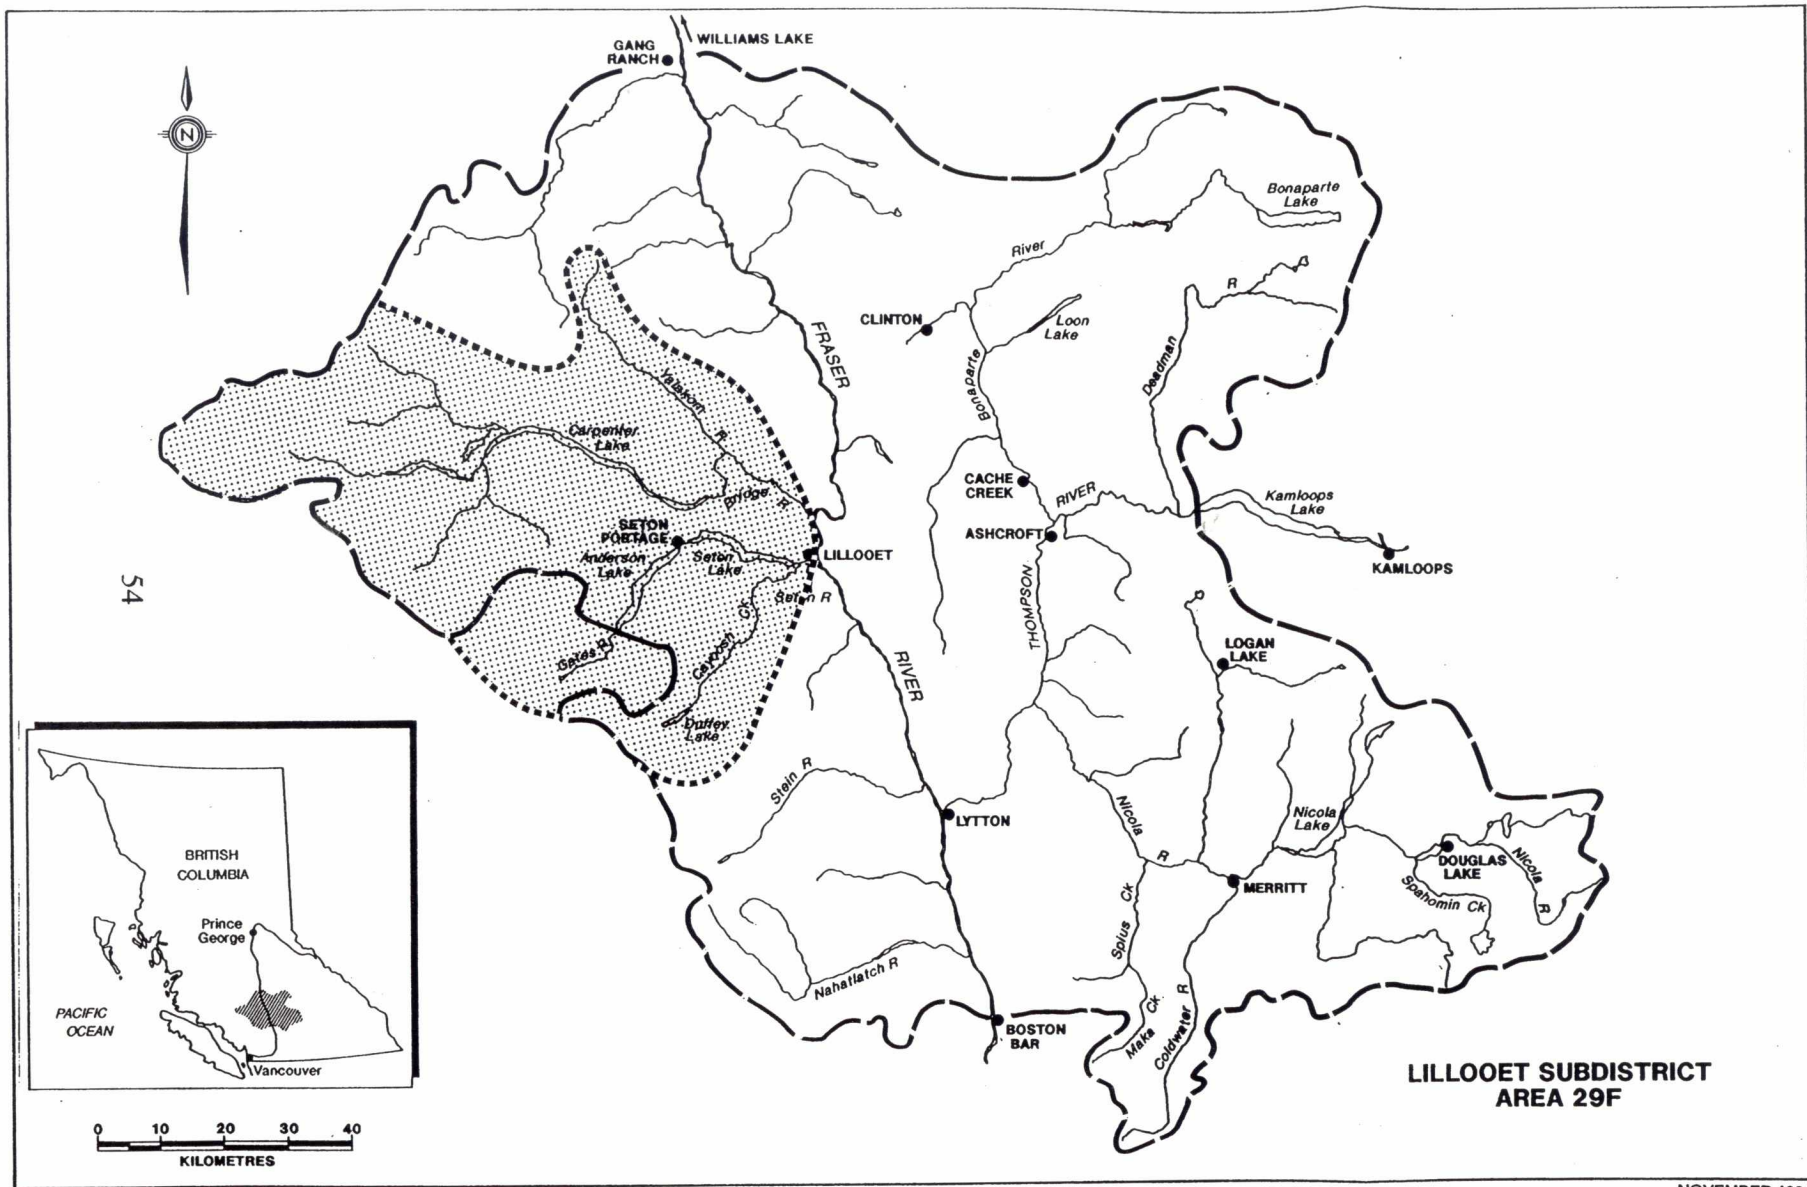 WILLIAMS LAKE
GANG
RANCH
N
Bonaparte
Lake
River
R
CLINTON
Loon
Lake
FRASER
Bonaparte
Deadman
Yalakom
R
Carpenter
Lake
CACHE
CREEK
RIVER
Kamloops
Lake
Bridge
R
SETON
PORTAGE
ASHCROFT
Anderson
Lake
Seton
Lake
LILLOOET
KAMLOOPS
54
Seton R
THOMPSON
Cayoosh
Ck
Gates R
LOGAN
LAKE
RIVER
Duffey
Lake
Stein R
LYTTON
Nicola
R
Nicola
Lake
DOUGLAS
LAKE
Nicola
R
MERRITT
Spahomin Ck
Spius Ck
Nahatlatch R
Maka Ck
Coldwater R
BOSTON
BAR
BRITISH
COLUMBIA
Prince
George
PACIFIC
OCEAN
Vancouver
0 10 20 30 40
KILOMETRES
LILLOOET SUBDISTRICT
AREA 29F
NOVEMBER